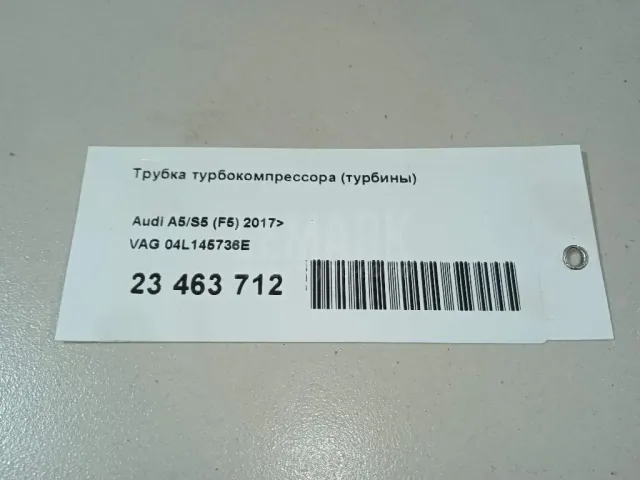 Трубка турбокомпрессора (турбины)
Audi A5/S5 (F5) 2017>
VAG 04L145736E
23 463 712